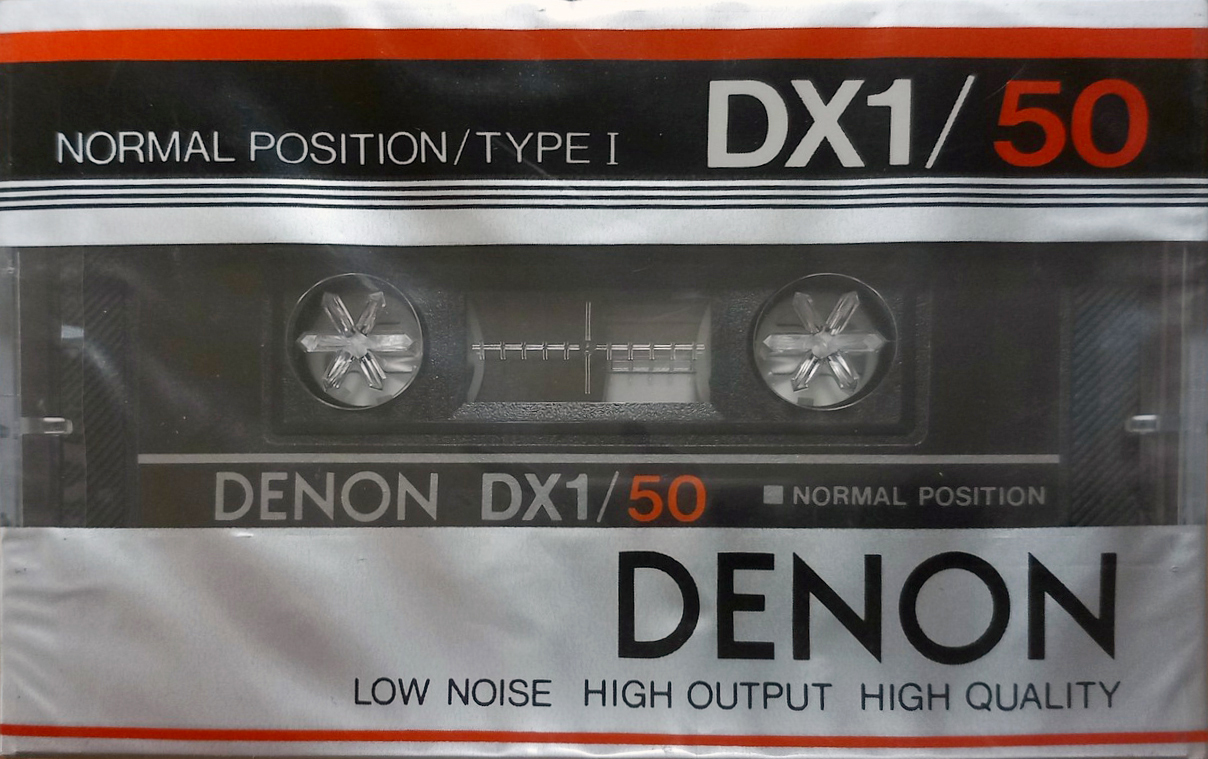 DX1/50
NORMAL POSITION/TYPE I
DENON DX1/50 NORMAL POSITION
DENON
LOW NOISE HIGH OUTPUT HIGH QUALITY